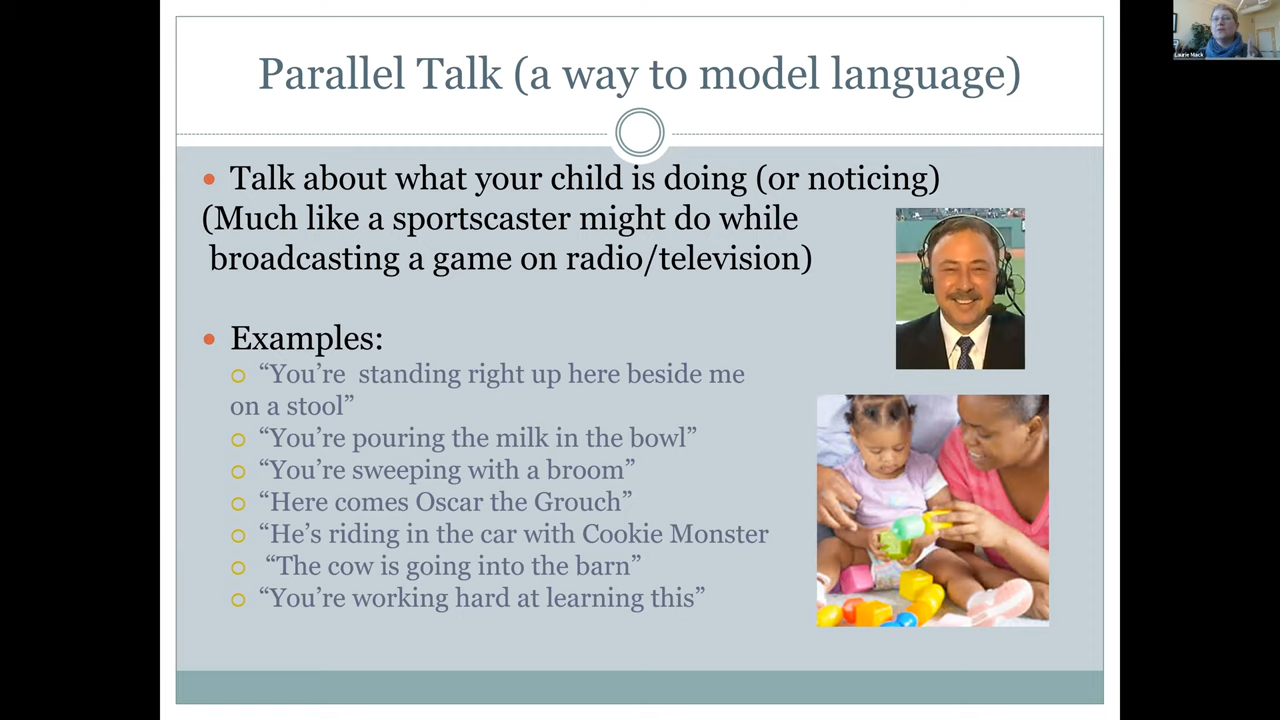 Parallel Talk (a way to model language)
Laurie Mack
Talk about what your child is doing (or noticing)
(Much like a sportscaster might do while
broadcasting a game on radio/television)
Examples:
“You’re standing right up here beside me
on a stool”
“You’re pouring the milk in the bowl”
“You’re sweeping with a broom”
“Here comes Oscar the Grouch”
“He’s riding in the car with Cookie Monster
“The cow is going into the barn”
“You’re working hard at learning this”